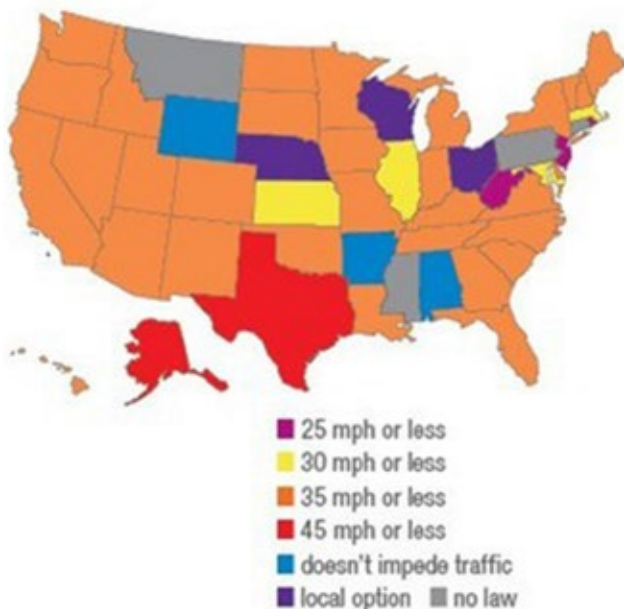 25 mph or less
30 mph or less
35 mph or less
45 mph or less
doesn't impede traffic
local option no law